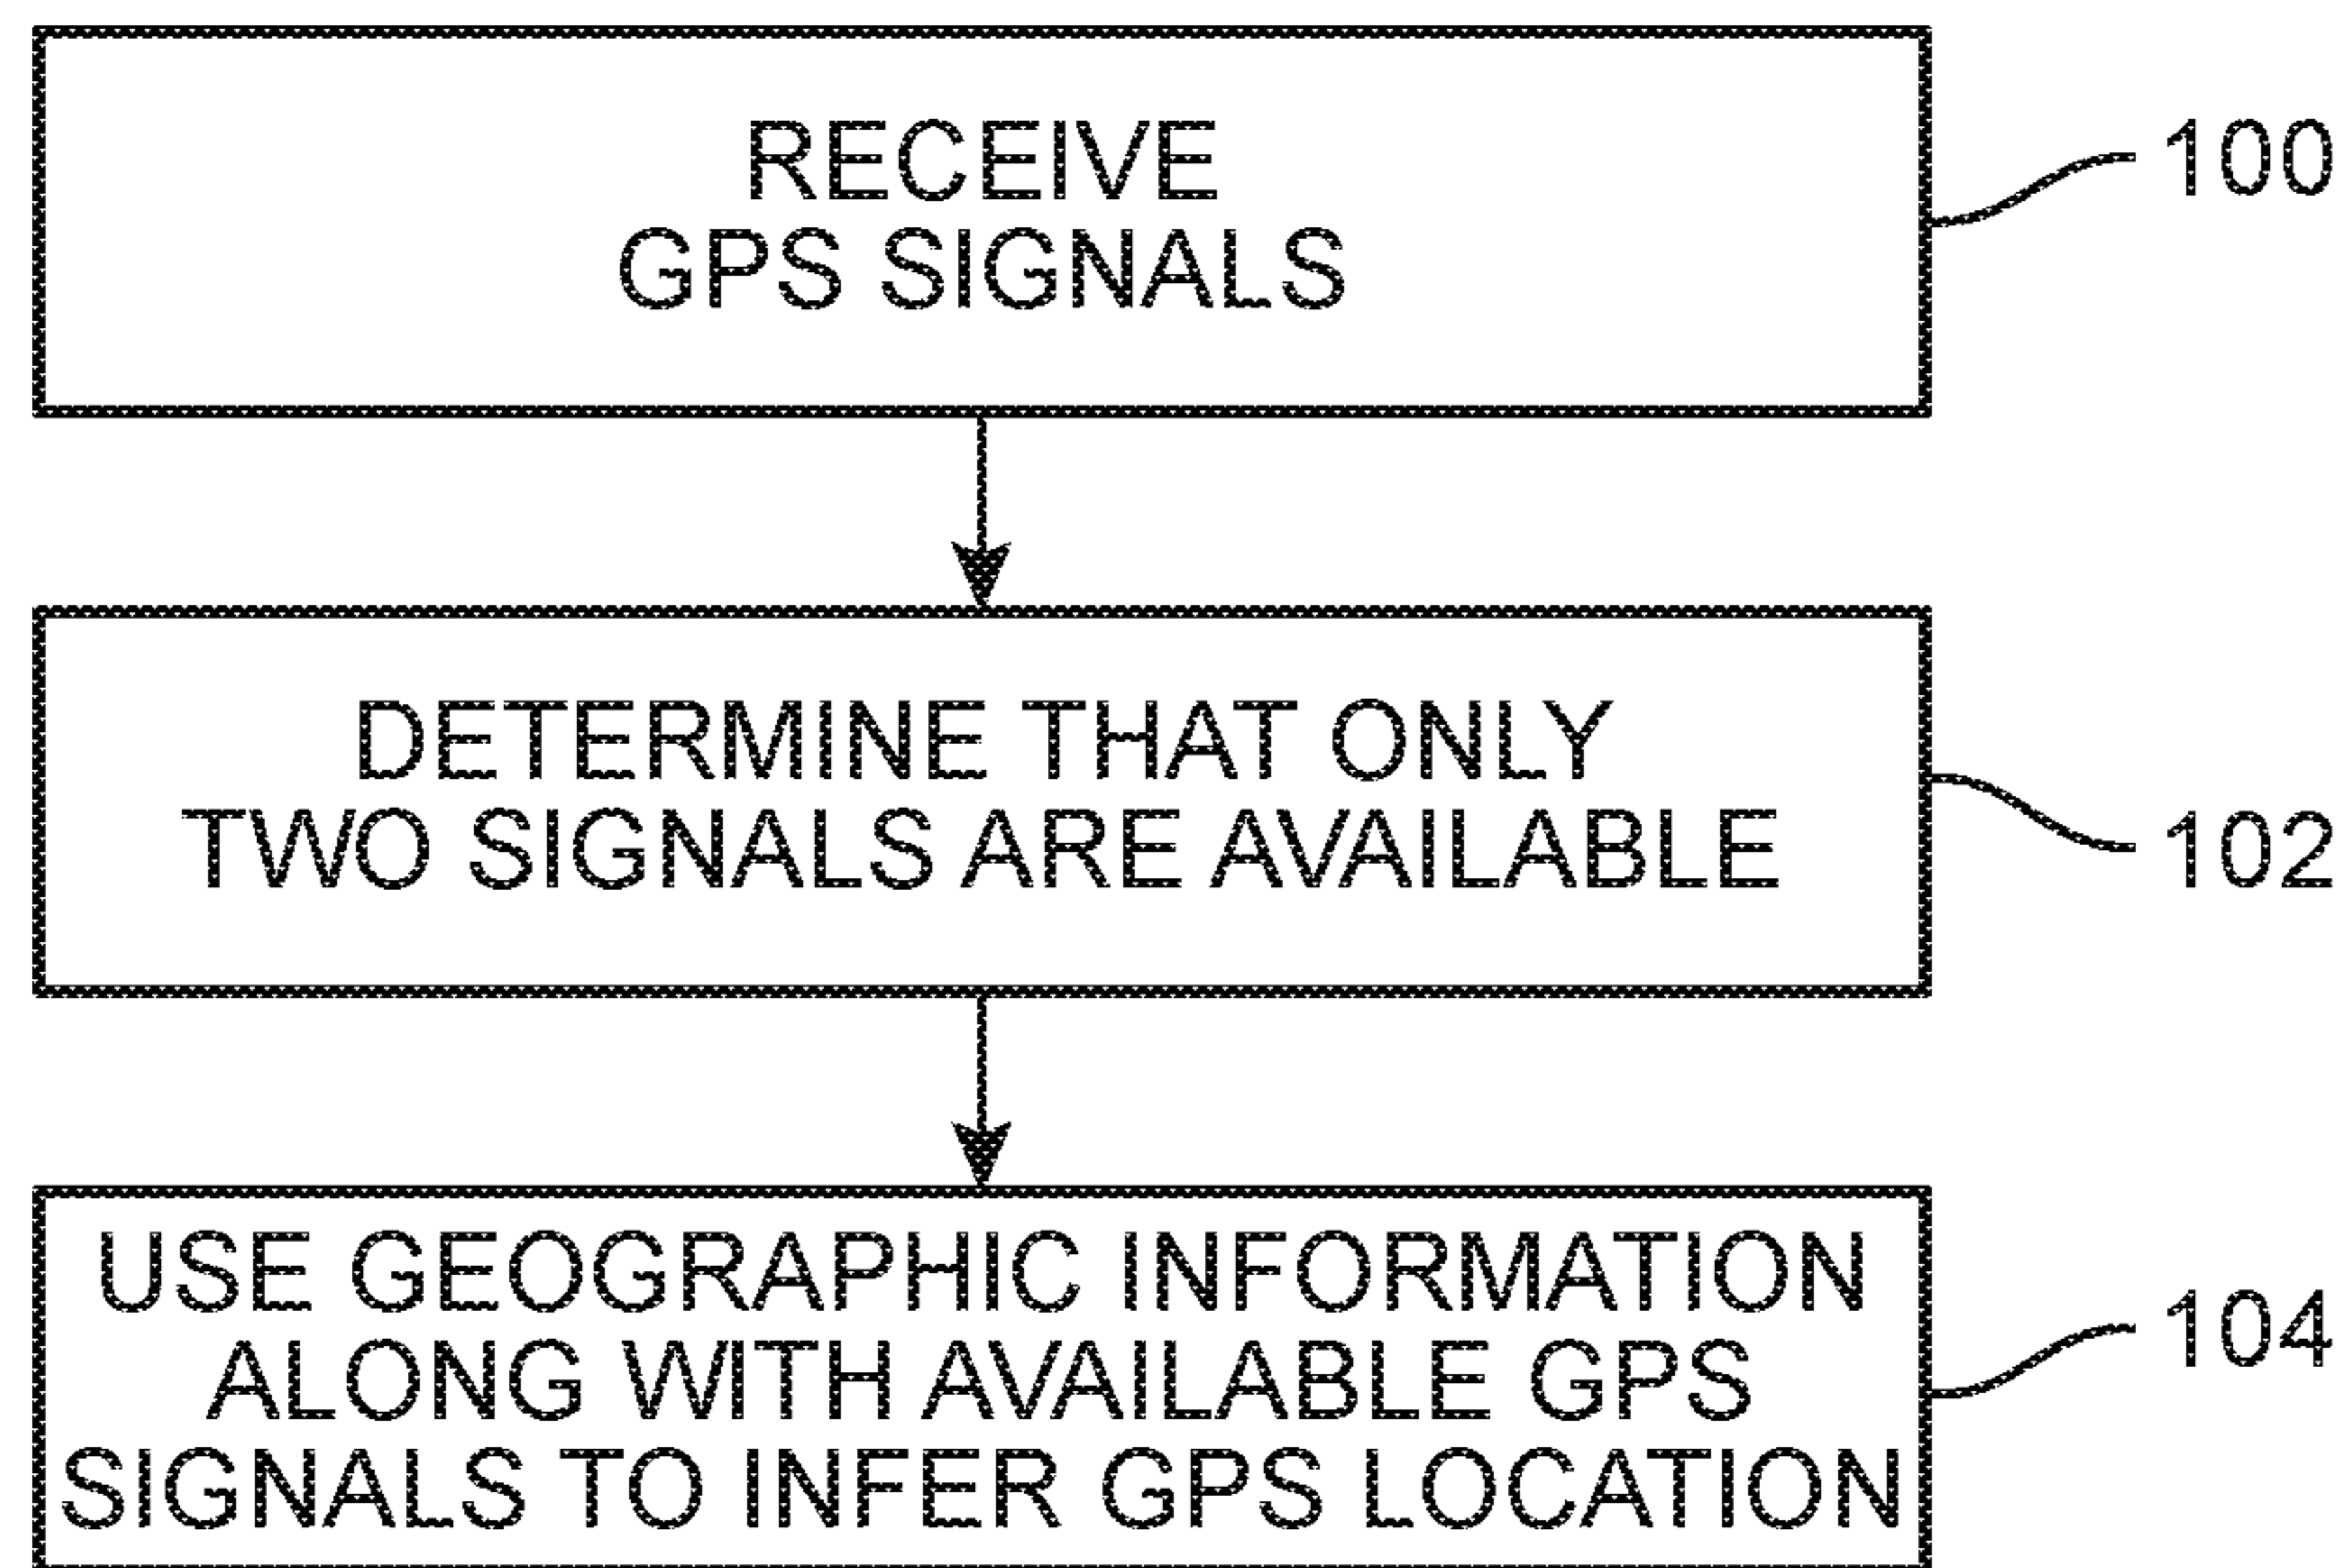 RECEIVE
GPS SIGNALS
100
DETERMINE THAT ONLY
TWO SIGNALS ARE AVAILABLE
102
USE GEOGRAPHIC INFORMATION
ALONG WITH AVAILABLE GPS
SIGNALS TO INFER GPS LOCATION
104